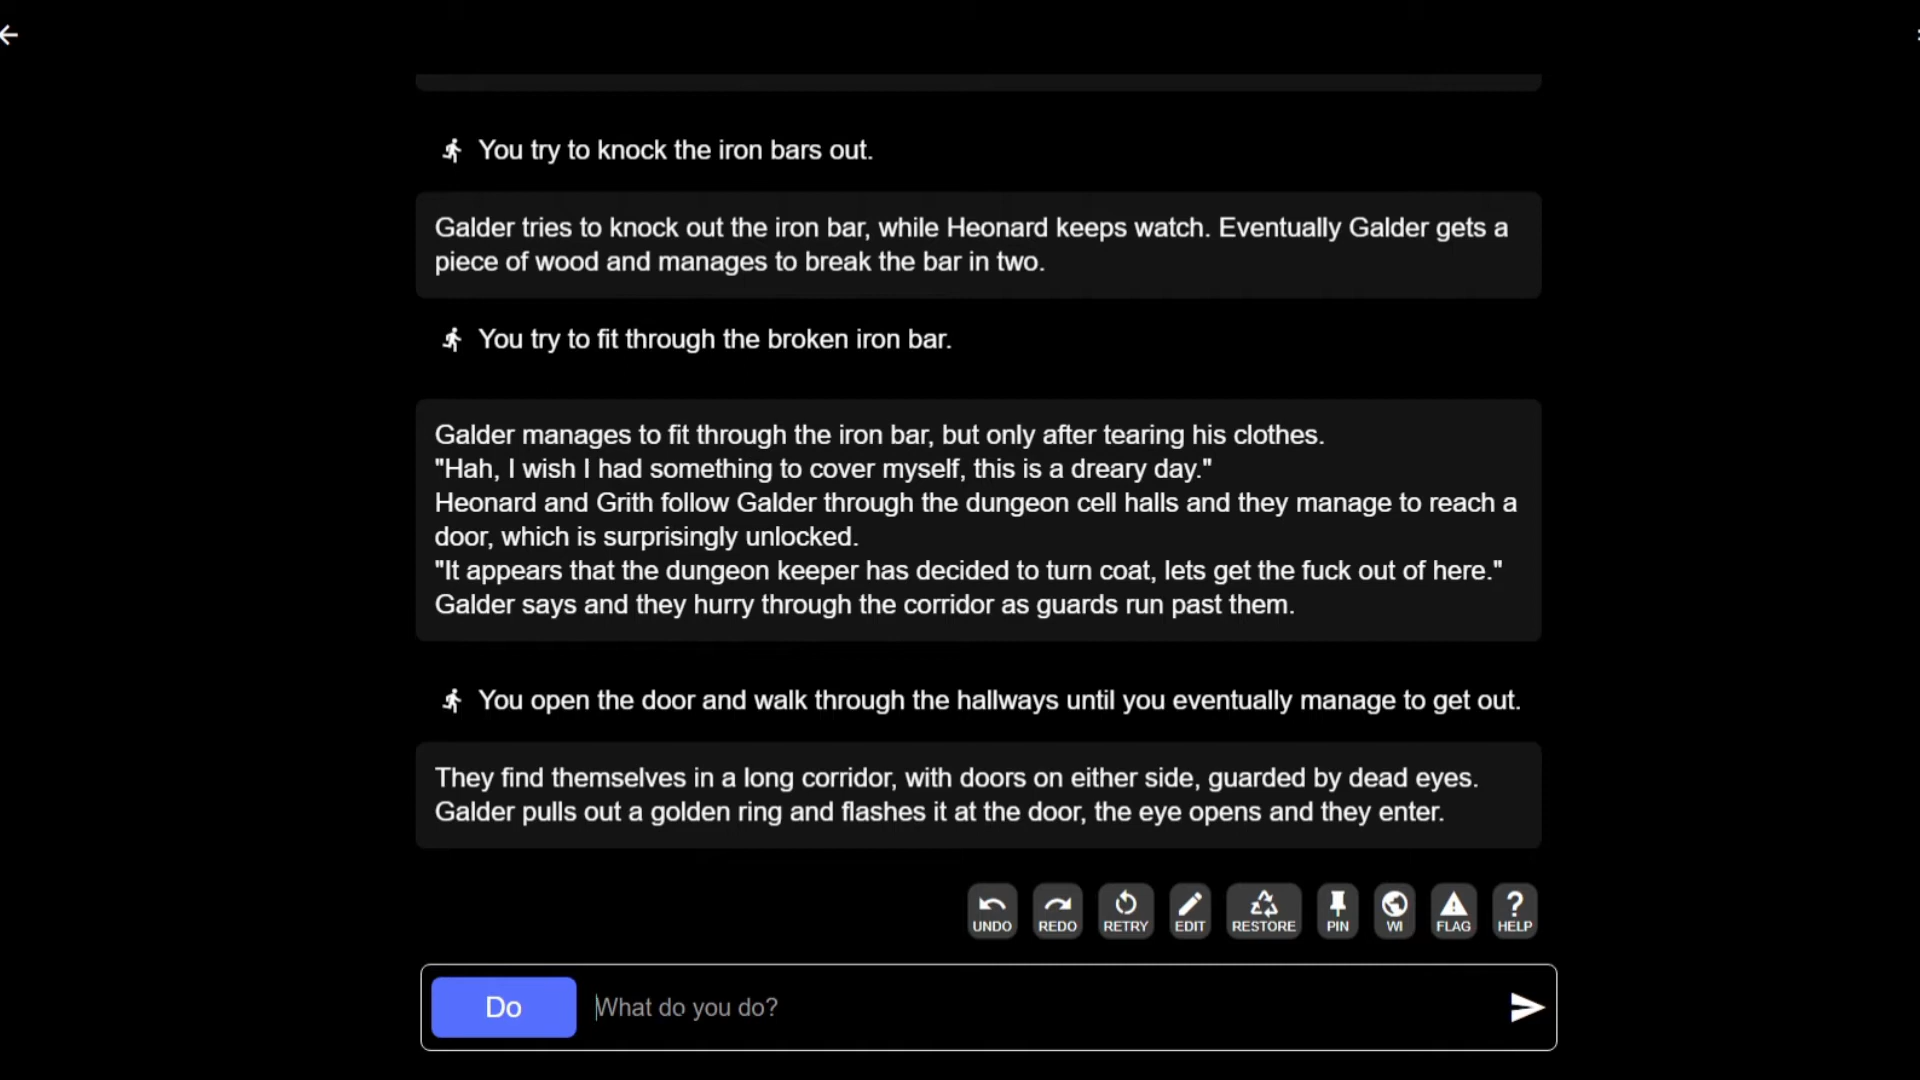 You try to knock the iron bars out.
Galder tries to knock out the iron bar, while Heonard keeps watch. Eventually Galder gets a
piece of wood and manages to break the bar in two.
You try to fit through the broken iron bar.
Galder manages to fit through the iron bar, but only after tearing his clothes.
"Hah, I wish I had something to cover myself, this is a dreary day."
Heonard and Grith follow Galder through the dungeon cell halls and they manage to reach a
door, which is surprisingly unlocked.
"It appears that the dungeon keeper has decided to turn coat, lets get the fuck out of here."
Galder says and they hurry through the corridor as guards run past them.
You open the door and walk through the hallways until you eventually manage to get out.
They find themselves in a long corridor, with doors on either side, guarded by dead eyes.
Galder pulls out a golden ring and flashes it at the door, the eye opens and they enter.
UNDO REDO RETRY EDIT RESTORE PIN WI FLAG HELP
Do What do you do?